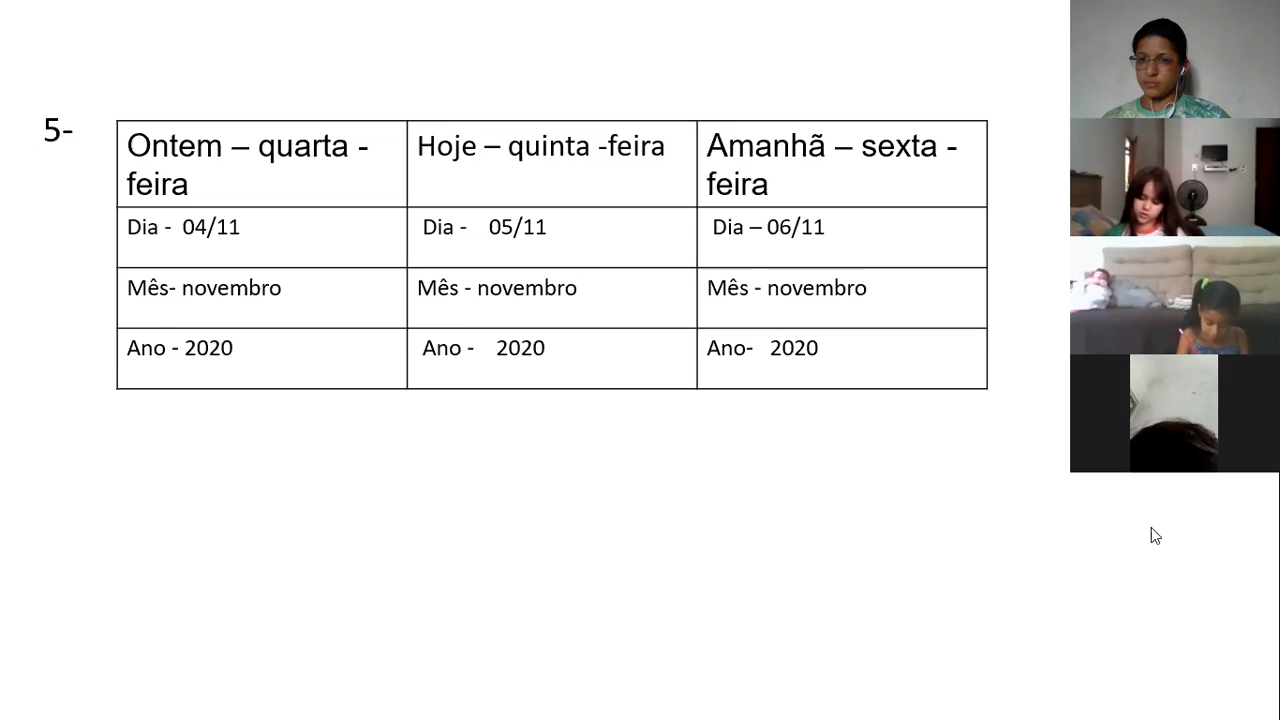 5-
Ontem – quarta -
feira
Hoje – quinta -feira
Amanhã – sexta -
feira
Dia - 04/11
Dia - 05/11
Dia – 06/11
Mês- novembro
Mês - novembro
Mês - novembro
Ano - 2020
Ano - 2020
Ano- 2020